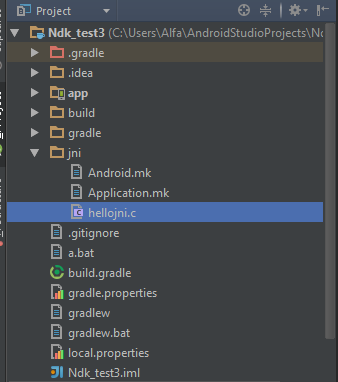 Project
Ndk_test3 (C:\Users\Alfa\AndroidStudioProjects\Nd
.gradle
.idea
app
build
gradle
jni
Android.mk
Application.mk
hellojni.c
.gitignore
a.bat
build.gradle
gradle.properties
gradlew
gradlew.bat
local.properties
Ndk_test3.iml